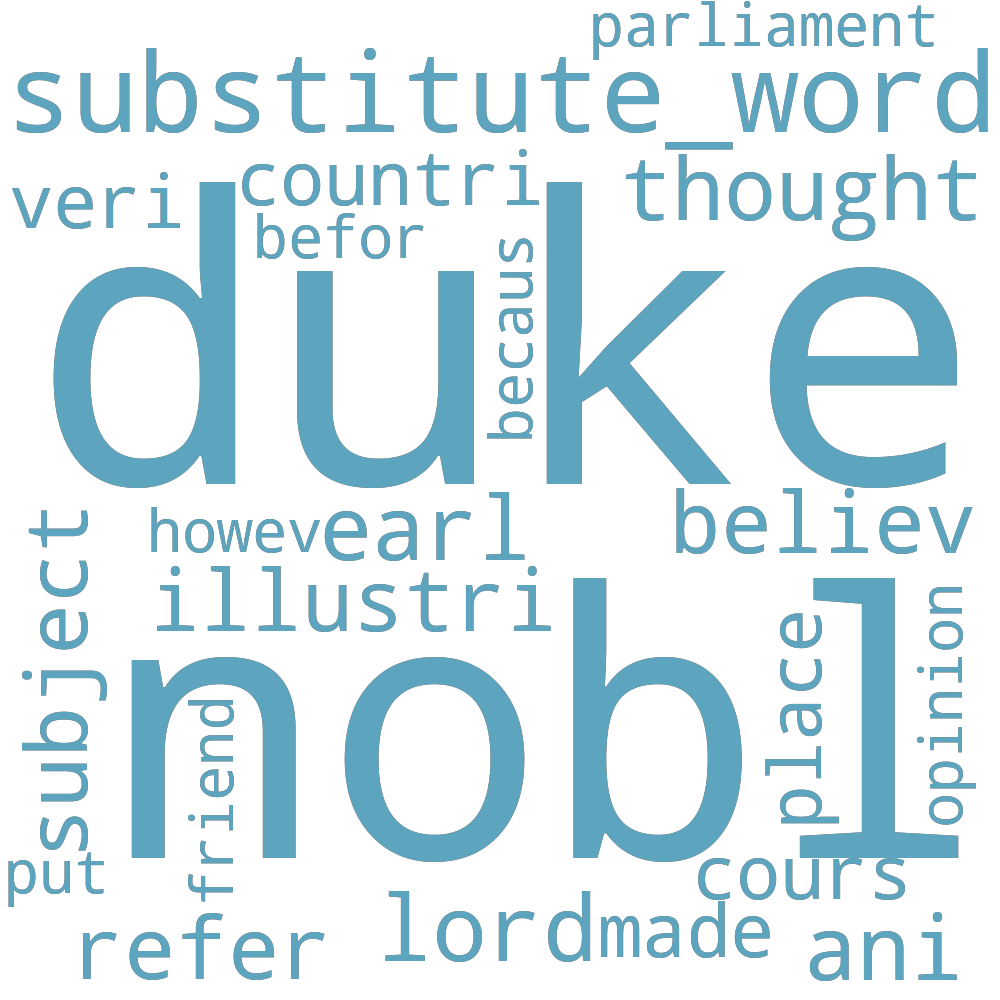 parliament
substitute_word
veri
countri
thought
befor
becaus
duke
howev
earl
believ
illustri
subject
nobl
friend
place
opinion
put
cours
refer
lord
made
ani